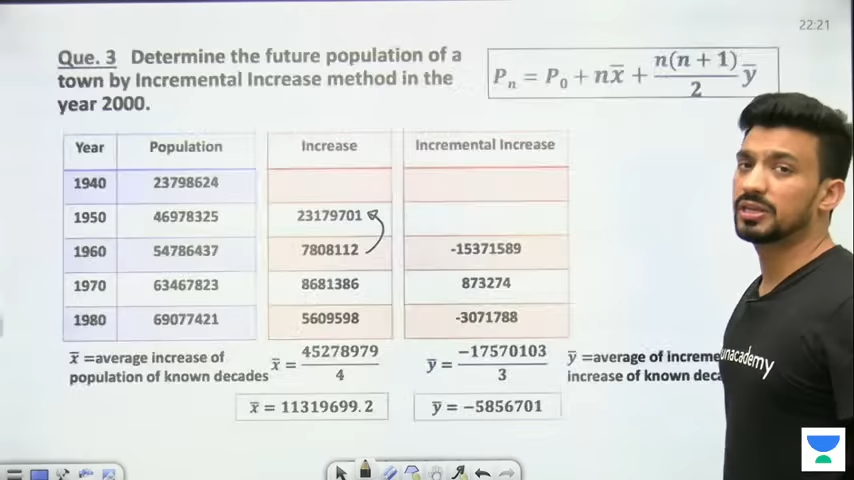 22:21
Que. 3 Determine the future population of a
town by Incremental Increase method in the
year 2000.
Pₙ = P₀ + nx̅ + n(n + 1)/2 y̅
Year Population Increase Incremental Increase
1940 23798624
1950 46978325 23179701
1960 54786437 7808112 -15371589
1970 63467823 8681386 873274
1980 69077421 5609598 -3071788
x̅ =average increase of
population of known decades
x̅ = 45278979/4
y̅ = −17570103/3
y̅ =average of increme
increase of known deca
x̅ = 11319699.2
y̅ = −5856701
unacademy